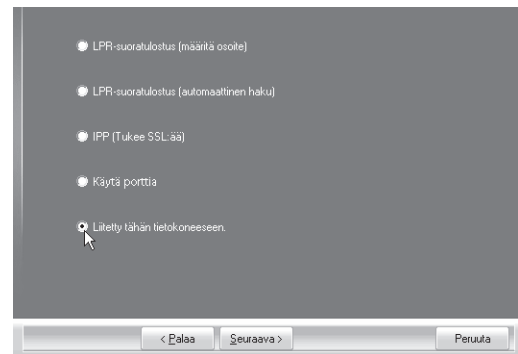 LPR-suoratulostus (määritä osoite)
LPR-suoratulostus (automaattinen haku)
IPP (Tukee SSL:ää)
Käytä porttia
Liitetty tähän tietokoneeseen.
< Palaa Seuraava > Peruuta